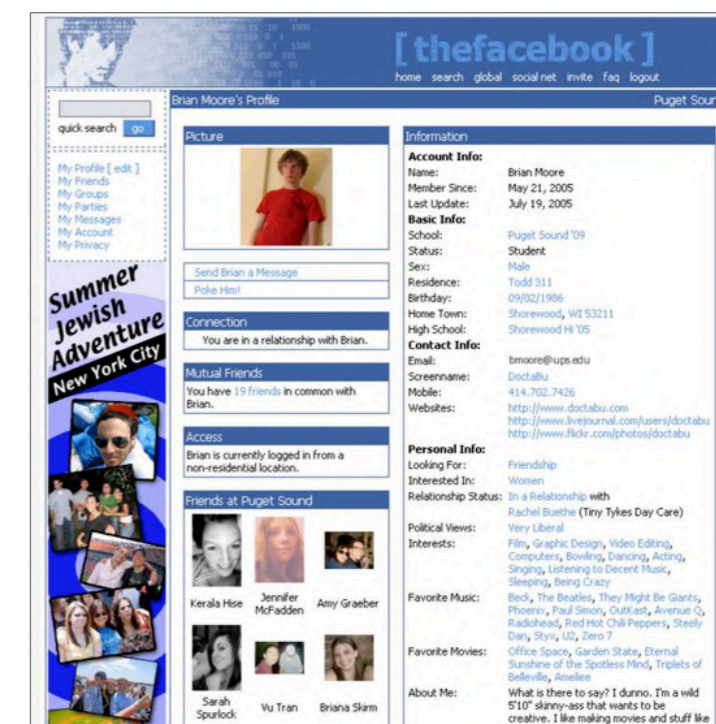 [ thefacebook ]
home search global social net invite faq logout
quick search go
My Profile [ edit ]
My Friends
My Groups
My Parties
My Messages
My Account
My Privacy
Summer
Jewish
Adventure
New York City
Brian Moore's Profile
Puget Soun
Picture
Send Brian a Message
Poke Him!
Connection
You are in a relationship with Brian.
Mutual Friends
You have 19 friends in common with
Brian.
Access
Brian is currently logged in from a
non-residential location.
Friends at Puget Sound
Kerala Hise
Jennifer
McFadden
Amy Graeber
Sarah
Spurlock
Vu Tran
Briana Skirm
Information
Account Info:
Name: Brian Moore
Member Since: May 21, 2005
Last Update: July 19, 2005
Basic Info:
School: Puget Sound '09
Status: Student
Sex: Male
Residence: Todd 311
Birthday: 09/02/1986
Home Town: Shorewood, WI 53211
High School: Shorewood Hi '05
Contact Info:
Email: bmoore@ups.edu
Screenname: DoctaBu
Mobile: 414.702.7426
Websites: http://www.doctabu.com
http://www.livejournal.com/users/doctabu
http://www.flickr.com/photos/doctabu
Personal Info:
Looking For: Friendship
Interested In: Women
Relationship Status: In a Relationship with
Rachel Buethe (Tiny Tykes Day Care)
Political Views: Very Liberal
Interests: Film, Graphic Design, Video Editing,
Computers, Bowling, Dancing, Acting,
Singing, Listening to Decent Music,
Sleeping, Being Crazy
Favorite Music: Beck, The Beatles, They Might Be Giants,
Phoenix, Paul Simon, OutKast, Avenue Q,
Radiohead, Red Hot Chili Peppers, Steely
Dan, Styx, U2, Zero 7
Favorite Movies: Office Space, Garden State, Eternal
Sunshine of the Spotless Mind, Triplets of
Belleville, Ameliee
About Me: What is there to say? I dunno. I'm a wild
5'10" skinny-ass that wants to be
creative. I like making movies and stuff like